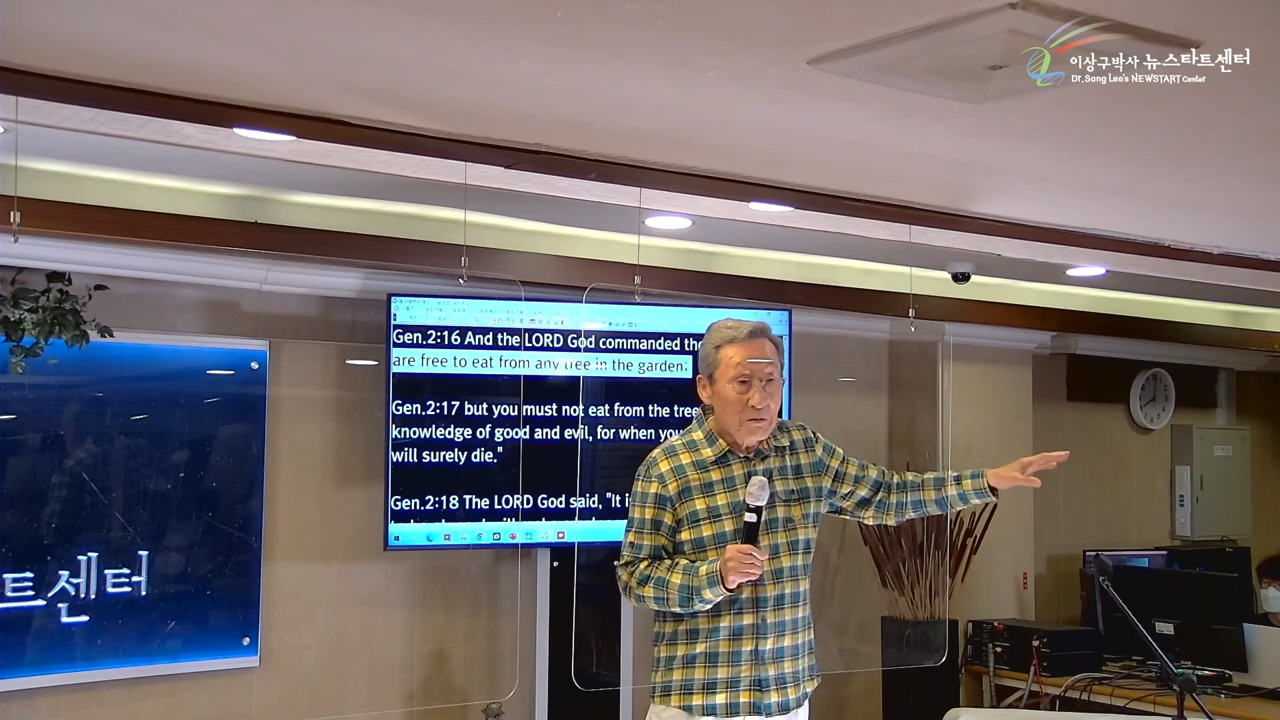 이상구박사 뉴스타트센터
Dr. Sang Lee's NEWSTART Center
Gen.2:16 And the LORD God commanded the
are free to eat from any tree in the garden;
Gen.2:17 but you must not eat from the tree
knowledge of good and evil, for when you
will surely die."
Gen.2:18 The LORD God said, "It i
트센터